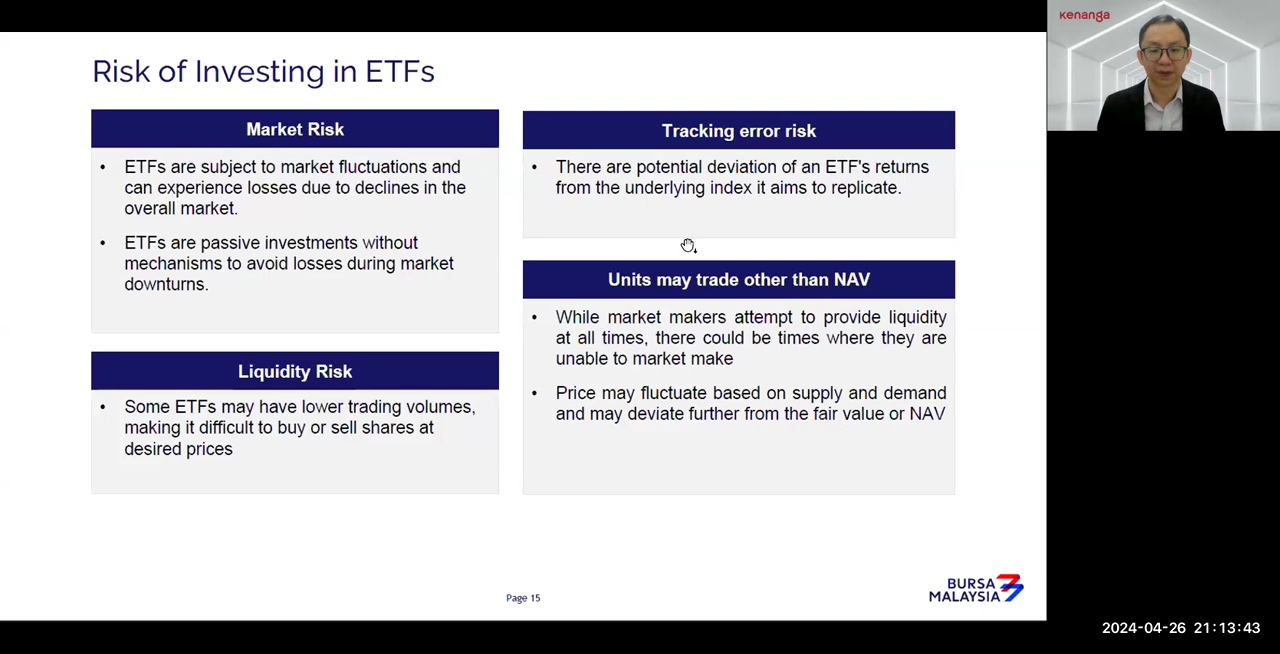 Risk of Investing in ETFs
Market Risk
• ETFs are subject to market fluctuations and
can experience losses due to declines in the
overall market.
• ETFs are passive investments without
mechanisms to avoid losses during market
downturns.
Liquidity Risk
• Some ETFs may have lower trading volumes,
making it difficult to buy or sell shares at
desired prices
Tracking error risk
• There are potential deviation of an ETF's returns
from the underlying index it aims to replicate.
Units may trade other than NAV
• While market makers attempt to provide liquidity
at all times, there could be times where they are
unable to market make
• Price may fluctuate based on supply and demand
and may deviate further from the fair value or NAV
Page 15
BURSA
MALAYSIA
kenanga
2024-04-26 21:13:43